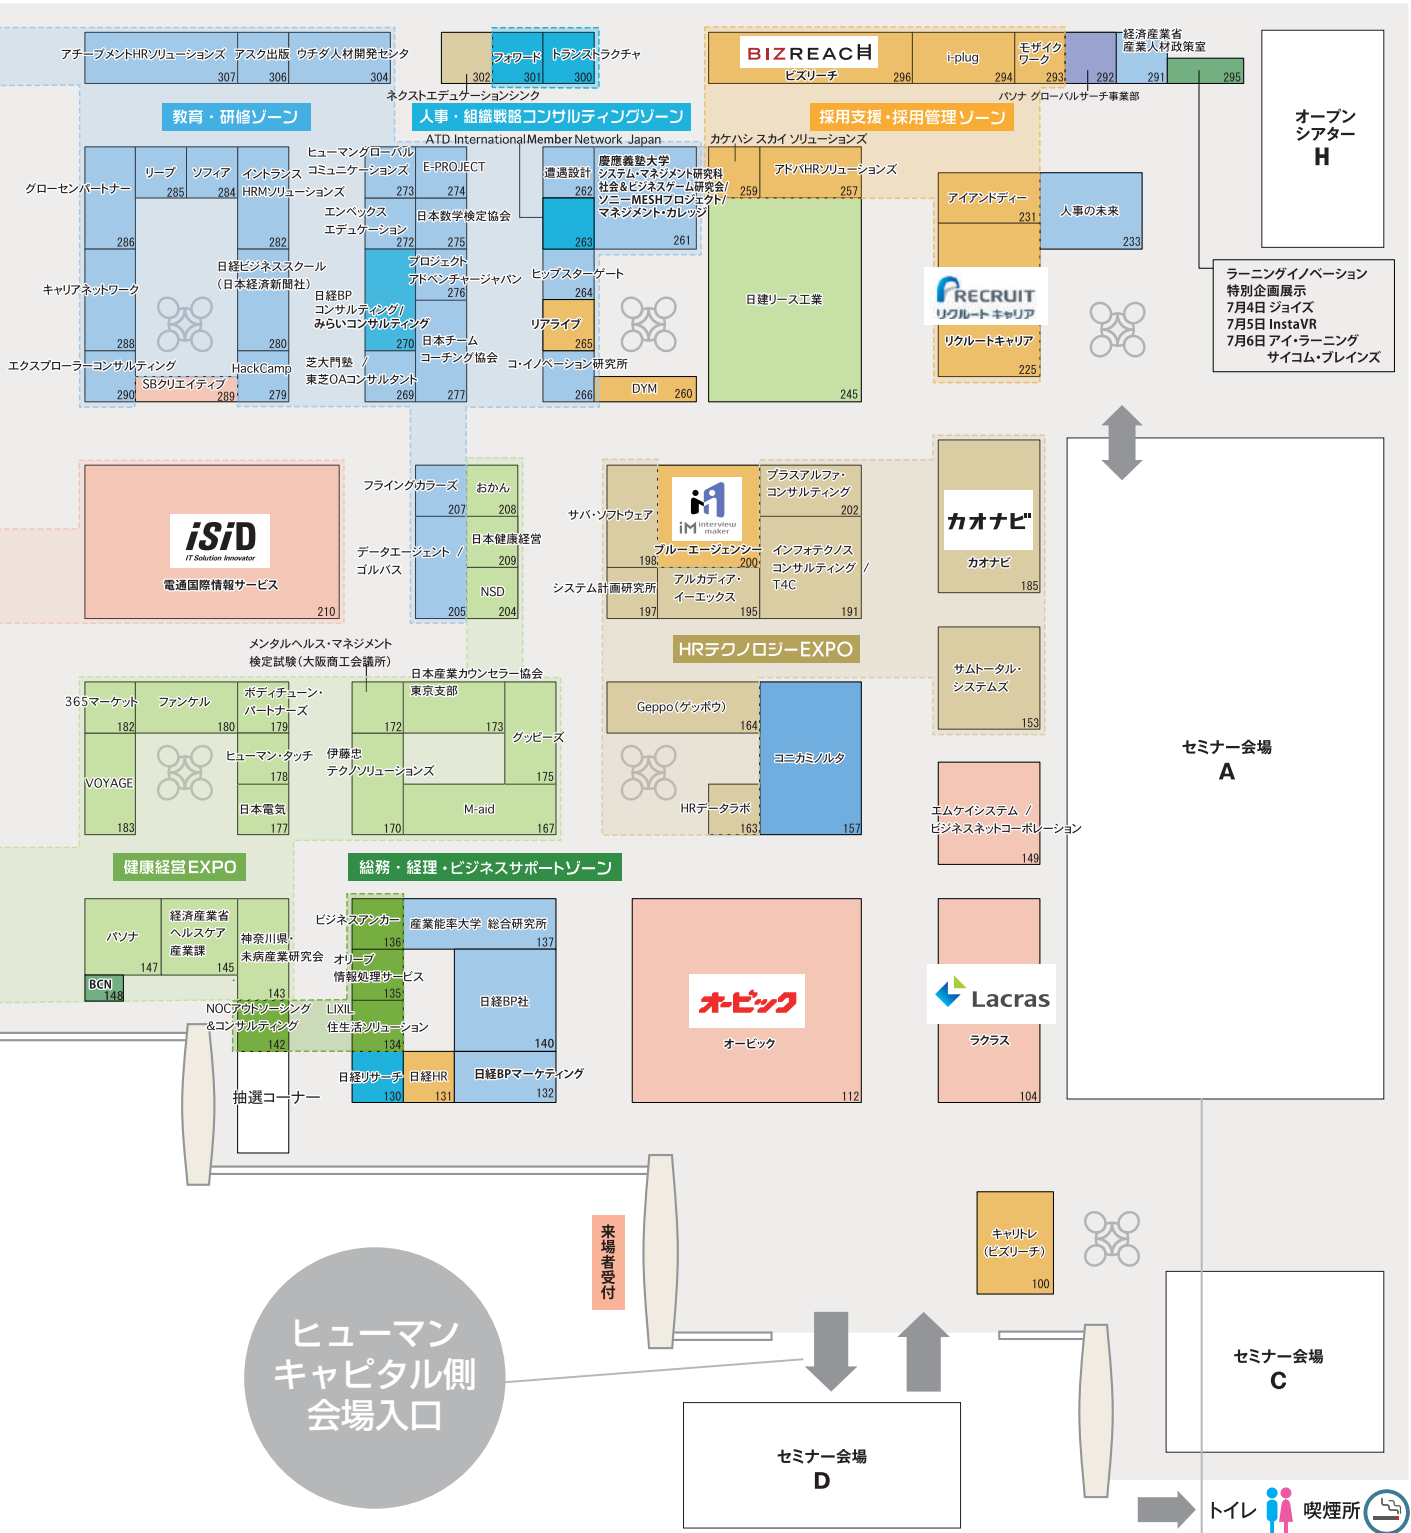 アチーブメントHRソリューションズ
307
アスク出版
306
ウチダ人材開発センタ
304
302
フォワード
301
トランストラクチャ
300
ネクストエデュケーションシンク
BIZREACH
ビズリーチ
296
i-plug
294
モザイク
ワーク
293
292
経済産業省
産業人材政策室
291
295
パソナ グローバルサーチ事業部
オープン
シアター
H
教育・研修ゾーン
人事・組織戦略コンサルティングゾーン
採用支援・採用管理ゾーン
ATD International Member Network Japan
グローセンパートナー
286
リープ
285
ソフィア
284
イントランス
HRMソリューションズ
282
ヒューマングローバル
コミュニケーションズ
273
E-PROJECT
274
エンベックス
エデュケーション
272
日本数学検定協会
275
遭遇設計
262
263
慶應義塾大学
システム・マネジメント研究科
社会&ビジネスゲーム研究会/
ソニーMESHプロジェクト/
マネジメント・カレッジ
261
カケハシ スカイ ソリューションズ
259
アドバHRソリューションズ
257
アイアンドディー
231
人事の未来
233
キャリアネットワーク
288
日経ビジネススクール
(日本経済新聞社)
280
日経BP
コンサルティング/
みらいコンサルティング
270
プロジェクト
アドベンチャージャパン
276
ヒップスターゲート
264
リアライブ
265
日建リース工業
245
RECRUIT
リクルート キャリア
リクルートキャリア
225
ラーニングイノベーション
特別企画展示
7月4日 ジョイズ
7月5日 InstaVR
7月6日 アイ・ラーニング
サイコム・ブレインズ
エクスプローラーコンサルティング
290
SBクリエイティブ
289
HackCamp
279
芝大門塾 /
東芝OAコンサルタント
269
日本チーム
コーチング協会
277
コ・イノベーション研究所
266
DYM
260
iSiD
IT Solution Innovator
電通国際情報サービス
210
フライングカラーズ
207
おかん
208
データエージェント /
ゴルバス
205
日本健康経営
209
NSD
204
サバ・ソフトウェア
198
iM interview maker
ブルーエージェンシー
200
プラスアルファ・
コンサルティング
202
システム計画研究所
197
アルカディア・
イーエックス
195
インフォテクノス
コンサルティング /
T4C
191
カオナビ
カオナビ
185
HRテクノロジーEXPO
サムトータル・
システムズ
153
メンタルヘルス・マネジメント
検定試験(大阪商工会議所)
172
日本産業カウンセラー協会
東京支部
173
365マーケット
182
ファンケル
180
ボディチューン・
パートナーズ
179
グッピーズ
175
VOYAGE
183
ヒューマン・タッチ
178
日本電気
177
伊藤忠
テクノソリューションズ
170
M-aid
167
Geppo(ゲッポウ)
164
HRデータラボ
163
コニカミノルタ
157
エムケイシステム /
ビジネスネットコーポレーション
149
セミナー会場
A
健康経営EXPO
総務・経理・ビジネスサポートゾーン
パソナ
147
経済産業省
ヘルスケア
産業課
145
神奈川県・
未病産業研究会
143
BCN
148
NOCアウトソーシング
&コンサルティング
142
ビジネスアンカー
136
オリーブ
情報処理サービス
135
LIXIL
住生活ソリューション
134
産業能率大学 総合研究所
137
日経BP社
140
日経リサーチ
130
日経HR
131
日経BPマーケティング
132
オービック
オービック
112
Lacras
ラクラス
104
抽選コーナー
来場者受付
キャリトレ
(ビズリーチ)
100
ヒューマン
キャピタル側
会場入口
セミナー会場
D
セミナー会場
C
トイレ
喫煙所